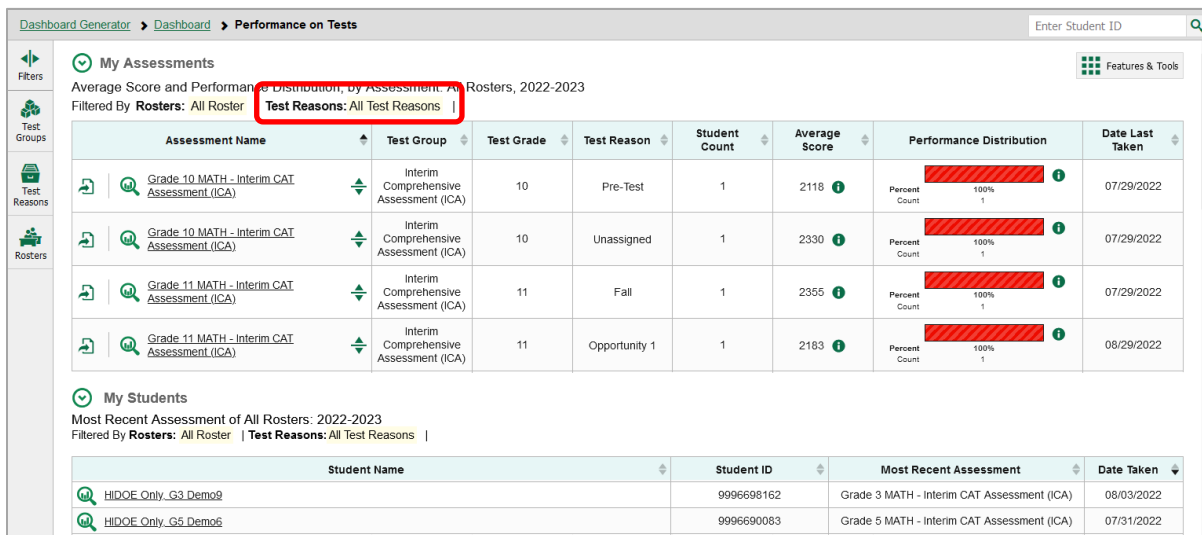 Dashboard Generator > Dashboard > Performance on Tests
Enter Student ID
Filters
Test
Groups
Test
Reasons
Rosters
My Assessments
Features & Tools
Average Score and Performance Distribution, by Assessment: All Rosters, 2022-2023
Filtered By Rosters: All Roster | Test Reasons: All Test Reasons |
Assessment Name Test Group Test Grade Test Reason Student Count Average Score Performance Distribution Date Last Taken
Grade 10 MATH - Interim CAT Assessment (ICA) Interim Comprehensive Assessment (ICA) 10 Pre-Test 1 2118 Percent 100% Count 1 07/29/2022
Grade 10 MATH - Interim CAT Assessment (ICA) Interim Comprehensive Assessment (ICA) 10 Unassigned 1 2330 Percent 100% Count 1 07/29/2022
Grade 11 MATH - Interim CAT Assessment (ICA) Interim Comprehensive Assessment (ICA) 11 Fall 1 2355 Percent 100% Count 1 07/29/2022
Grade 11 MATH - Interim CAT Assessment (ICA) Interim Comprehensive Assessment (ICA) 11 Opportunity 1 1 2183 Percent 100% Count 1 08/29/2022
My Students
Most Recent Assessment of All Rosters: 2022-2023
Filtered By Rosters: All Roster | Test Reasons: All Test Reasons |
Student Name Student ID Most Recent Assessment Date Taken
HIDOE Only, G3 Demo9 9996698162 Grade 3 MATH - Interim CAT Assessment (ICA) 08/03/2022
HIDOE Only, G5 Demo6 9996690083 Grade 5 MATH - Interim CAT Assessment (ICA) 07/31/2022